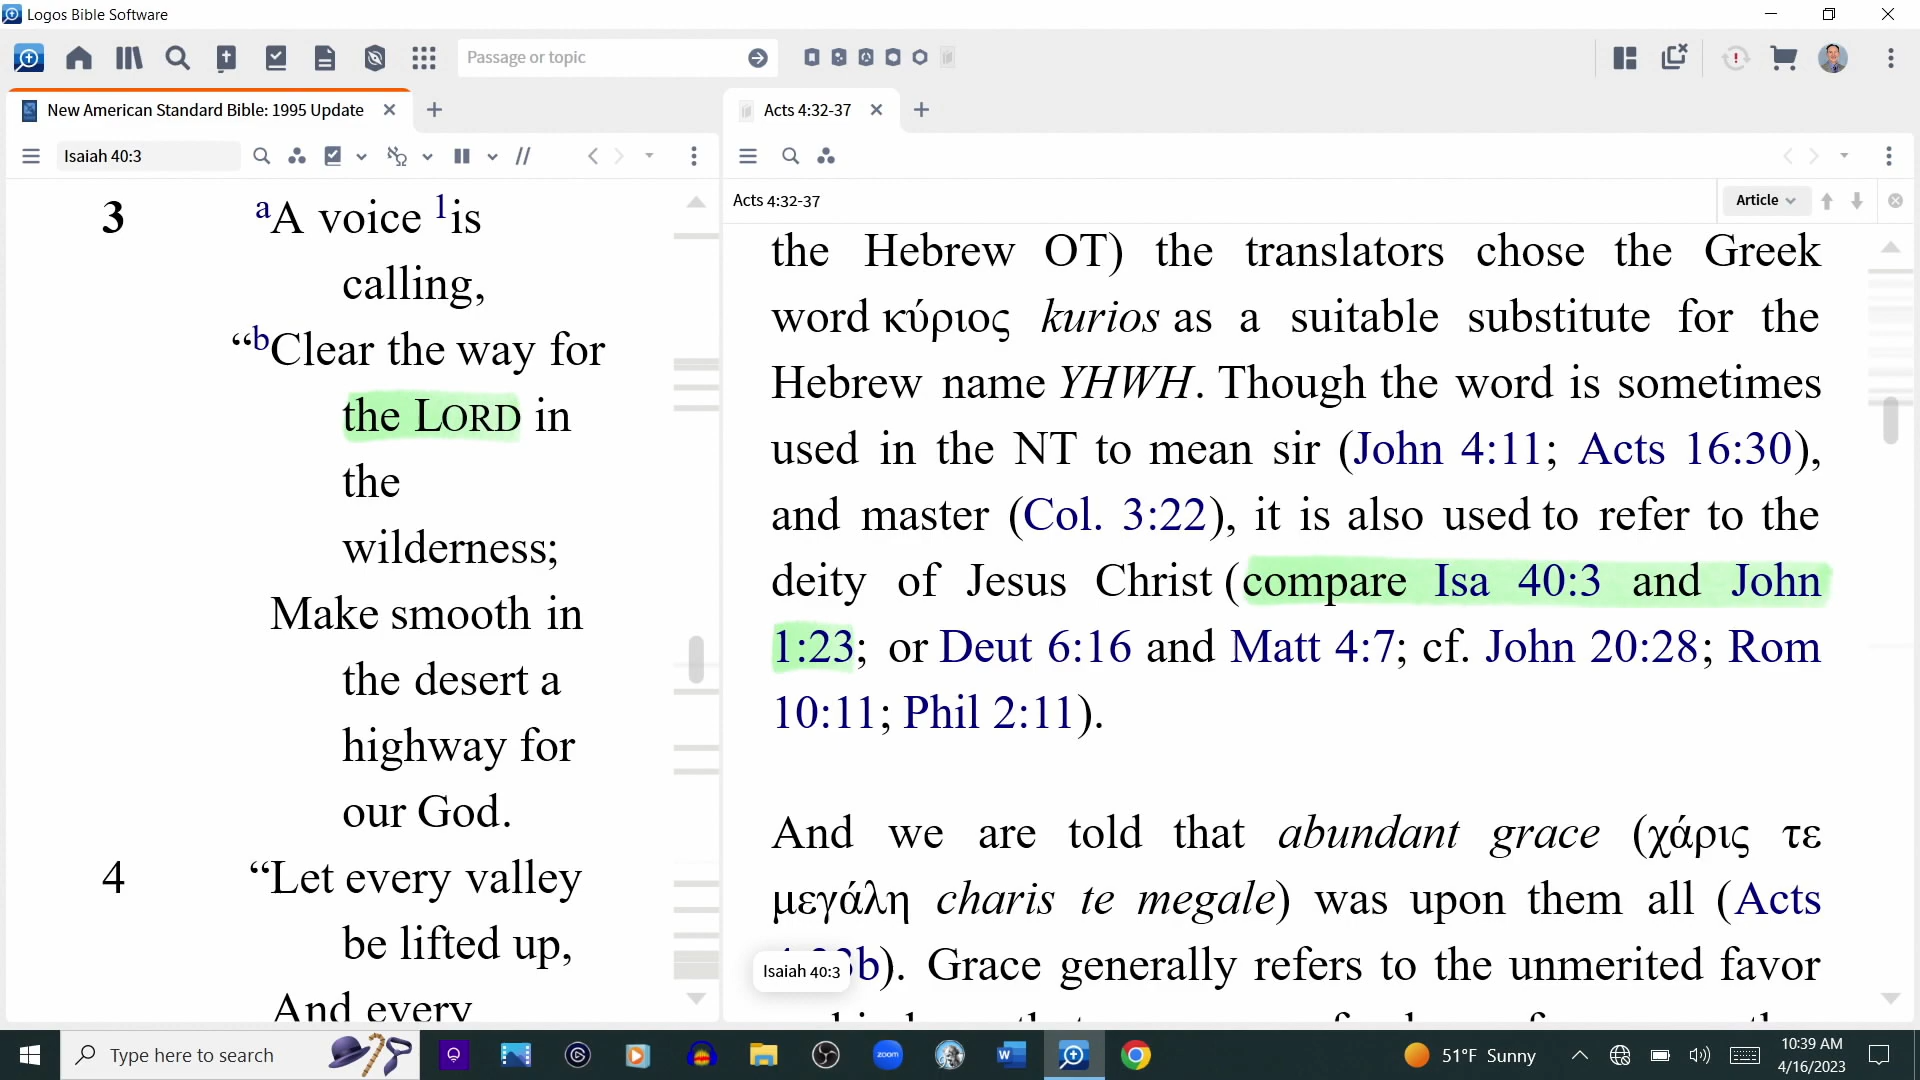 Logos Bible Software
Passage or topic
New American Standard Bible: 1995 Update
Acts 4:32-37
Isaiah 40:3
3 aA voice 1is
calling,
“bClear the way for
the LORD in
the
wilderness;
Make smooth in
the desert a
highway for
our God.
4 “Let every valley
be lifted up,
And every
Acts 4:32-37
Article
the Hebrew OT) the translators chose the Greek
word κύριος kurios as a suitable substitute for the
Hebrew name YHWH. Though the word is sometimes
used in the NT to mean sir (John 4:11; Acts 16:30),
and master (Col. 3:22), it is also used to refer to the
deity of Jesus Christ (compare Isa 40:3 and John
1:23; or Deut 6:16 and Matt 4:7; cf. John 20:28; Rom
10:11; Phil 2:11).
And we are told that abundant grace (χάρις τε
μεγάλη charis te megale) was upon them all (Acts
b). Grace generally refers to the unmerited favor
Isaiah 40:3
Type here to search
zoom
51°F Sunny
10:39 AM
4/16/2023